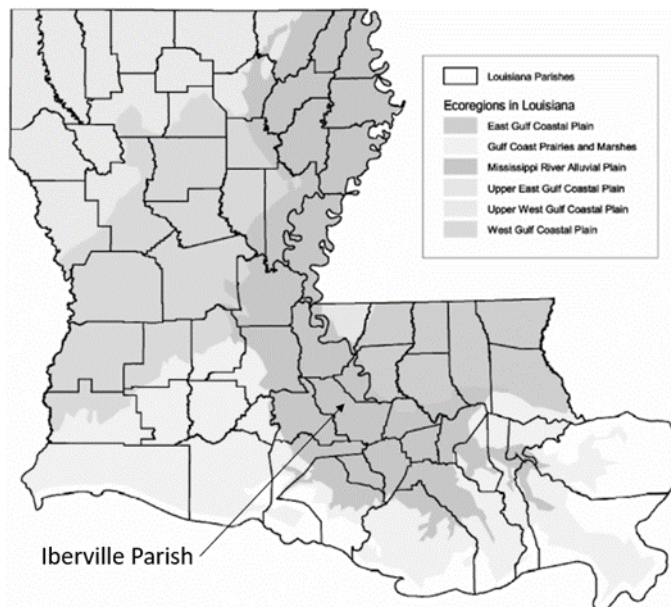 Louisiana Parishes
Ecoregions in Louisiana
East Gulf Coastal Plain
Gulf Coast Prairies and Marshes
Mississippi River Alluvial Plain
Upper East Gulf Coastal Plain
Upper West Gulf Coastal Plain
West Gulf Coastal Plain
Iberville Parish